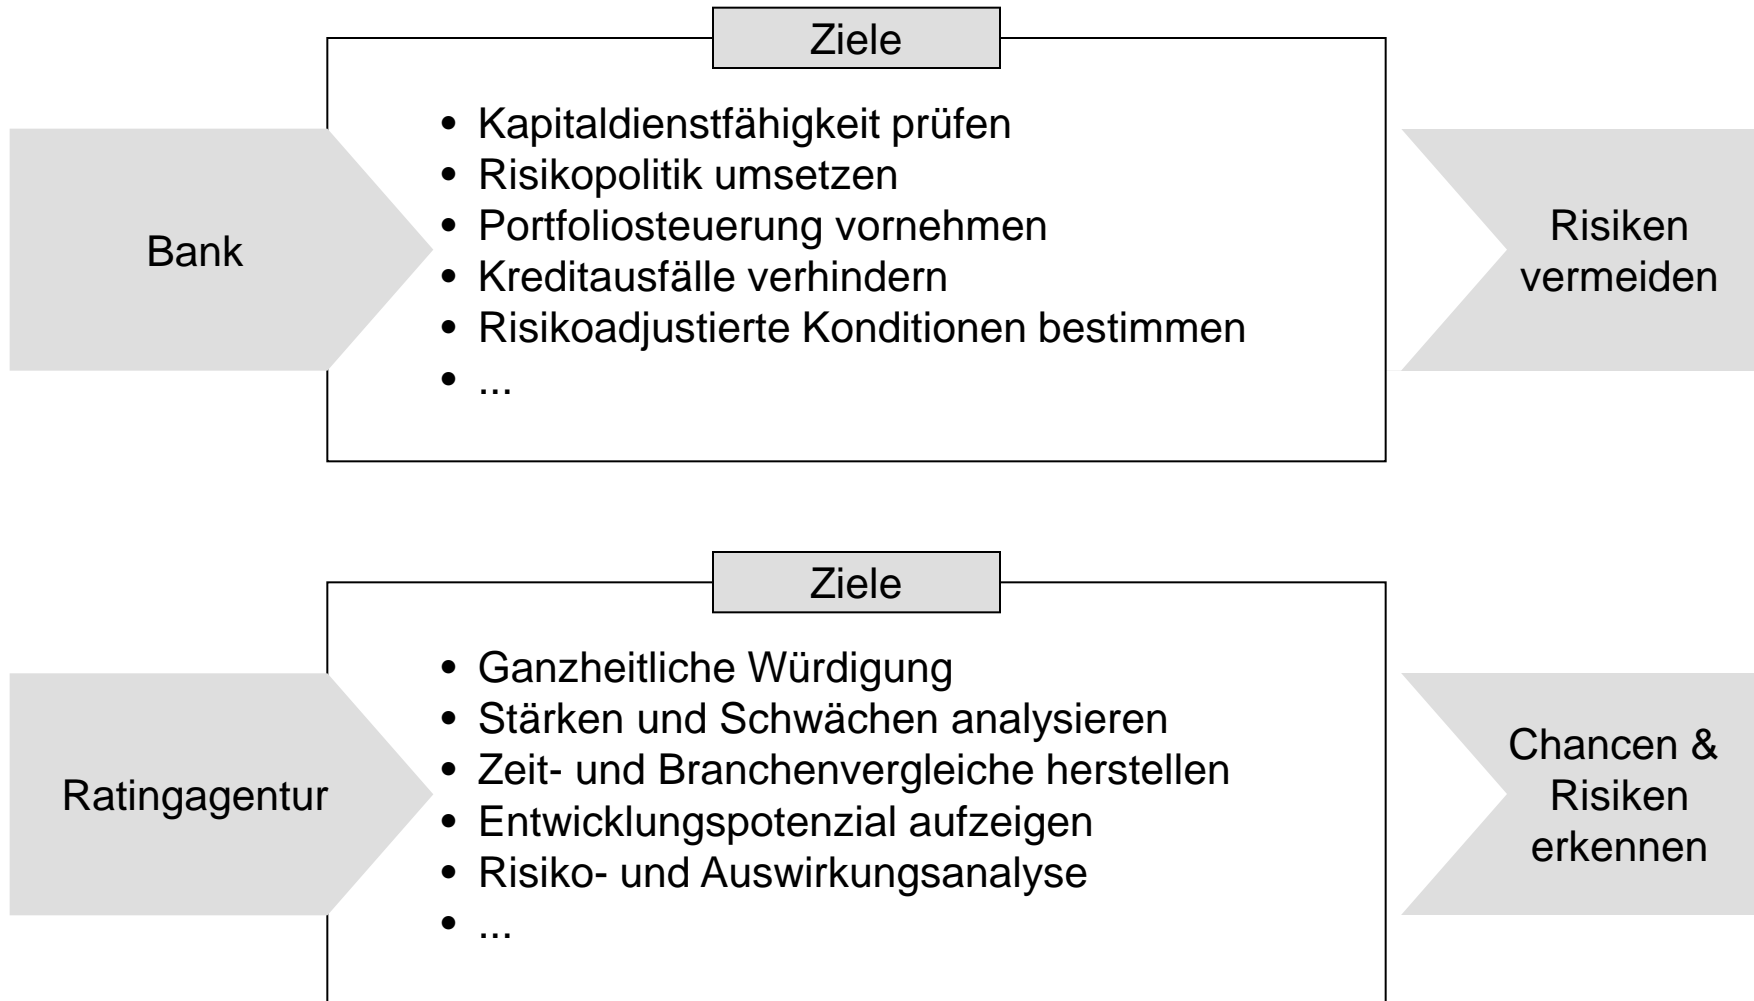 Ziele
Bank
• Kapitaldienstfähigkeit prüfen
• Risikopolitik umsetzen
• Portfoliosteuerung vornehmen
• Kreditausfälle verhindern
• Risikoadjustierte Konditionen bestimmen
• ...
Risiken
vermeiden
Ziele
Ratingagentur
• Ganzheitliche Würdigung
• Stärken und Schwächen analysieren
• Zeit- und Branchenvergleiche herstellen
• Entwicklungspotenzial aufzeigen
• Risiko- und Auswirkungsanalyse
• ...
Chancen &
Risiken
erkennen